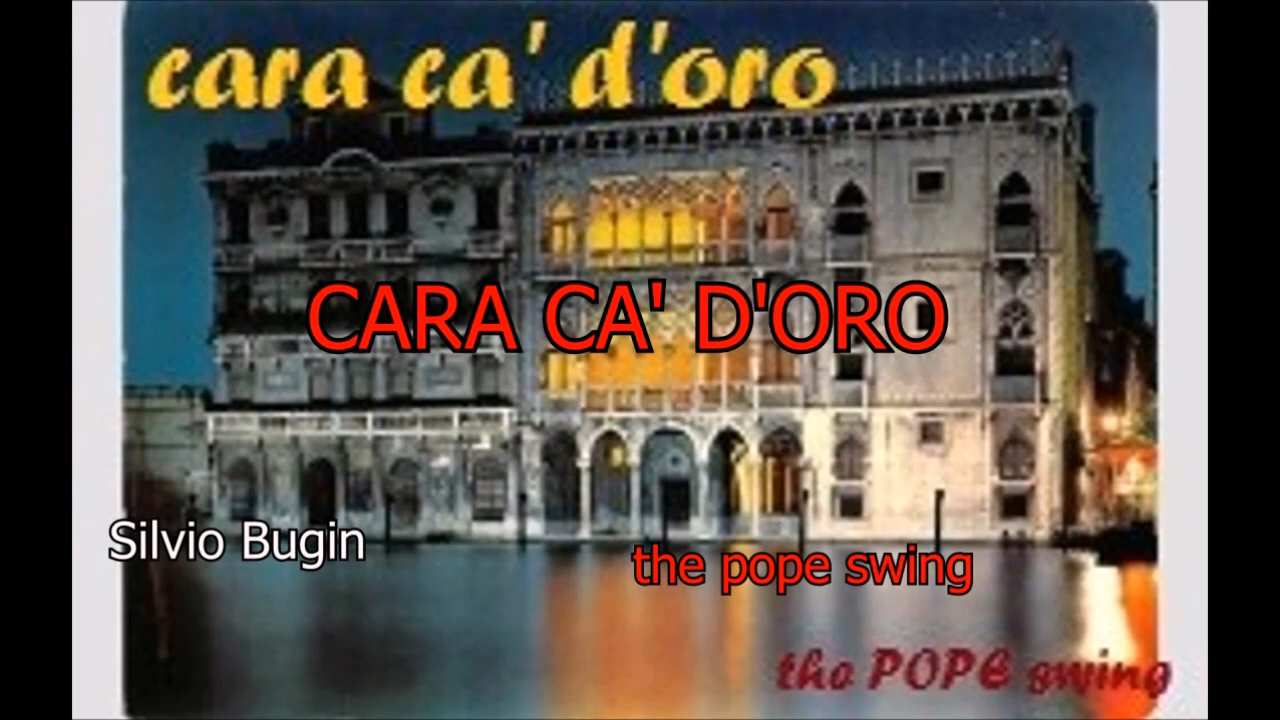 cara ca' d'oro
CARA CA' D'ORO
Silvio Bugin
the pope swing
the POPE swing